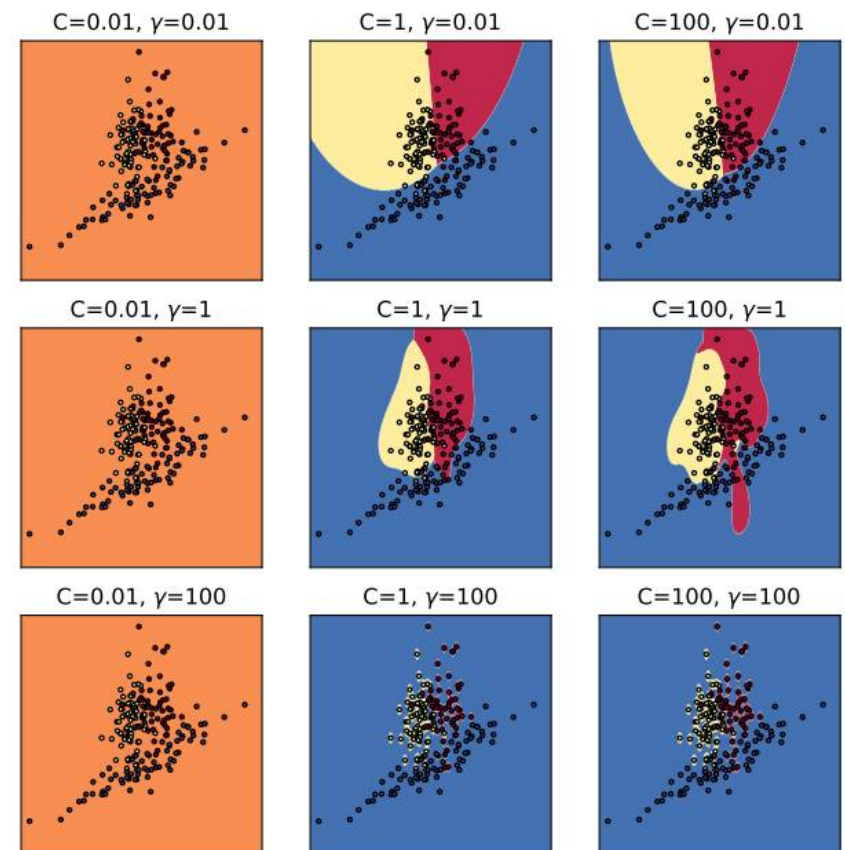 C=0.01, γ=0.01
C=1, γ=0.01
C=100, γ=0.01
C=0.01, γ=1
C=1, γ=1
C=100, γ=1
C=0.01, γ=100
C=1, γ=100
C=100, γ=100